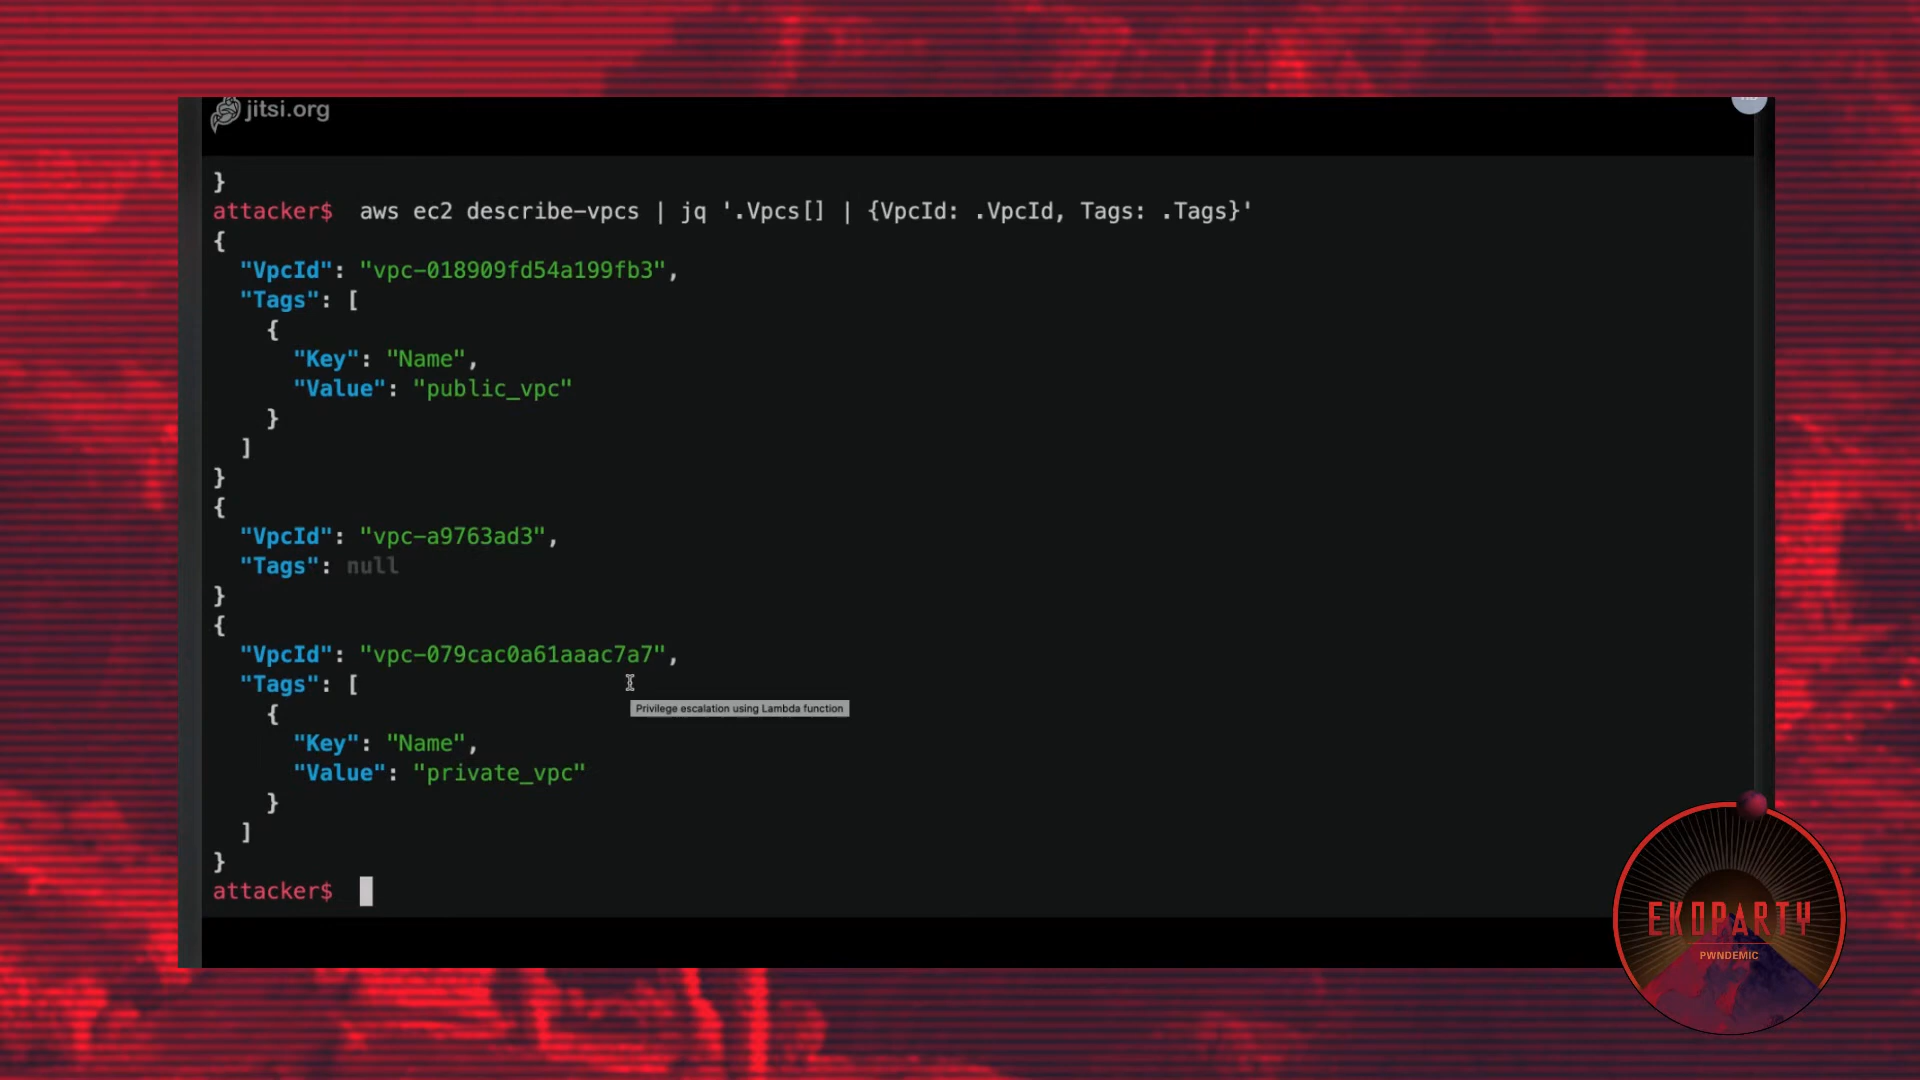 jitsi.org
}
attacker$ aws ec2 describe-vpcs | jq '.Vpcs[] | {VpcId: .VpcId, Tags: .Tags}'
{
"VpcId": "vpc-018909fd54a199fb3",
"Tags": [
{
"Key": "Name",
"Value": "public_vpc"
}
]
}
{
"VpcId": "vpc-a9763ad3",
"Tags": null
}
{
"VpcId": "vpc-079cac0a61aaac7a7",
"Tags": [
Privilege escalation using Lambda function
{
"Key": "Name",
"Value": "private_vpc"
}
]
}
attacker$
EKOPARTY
PWNDEMIC